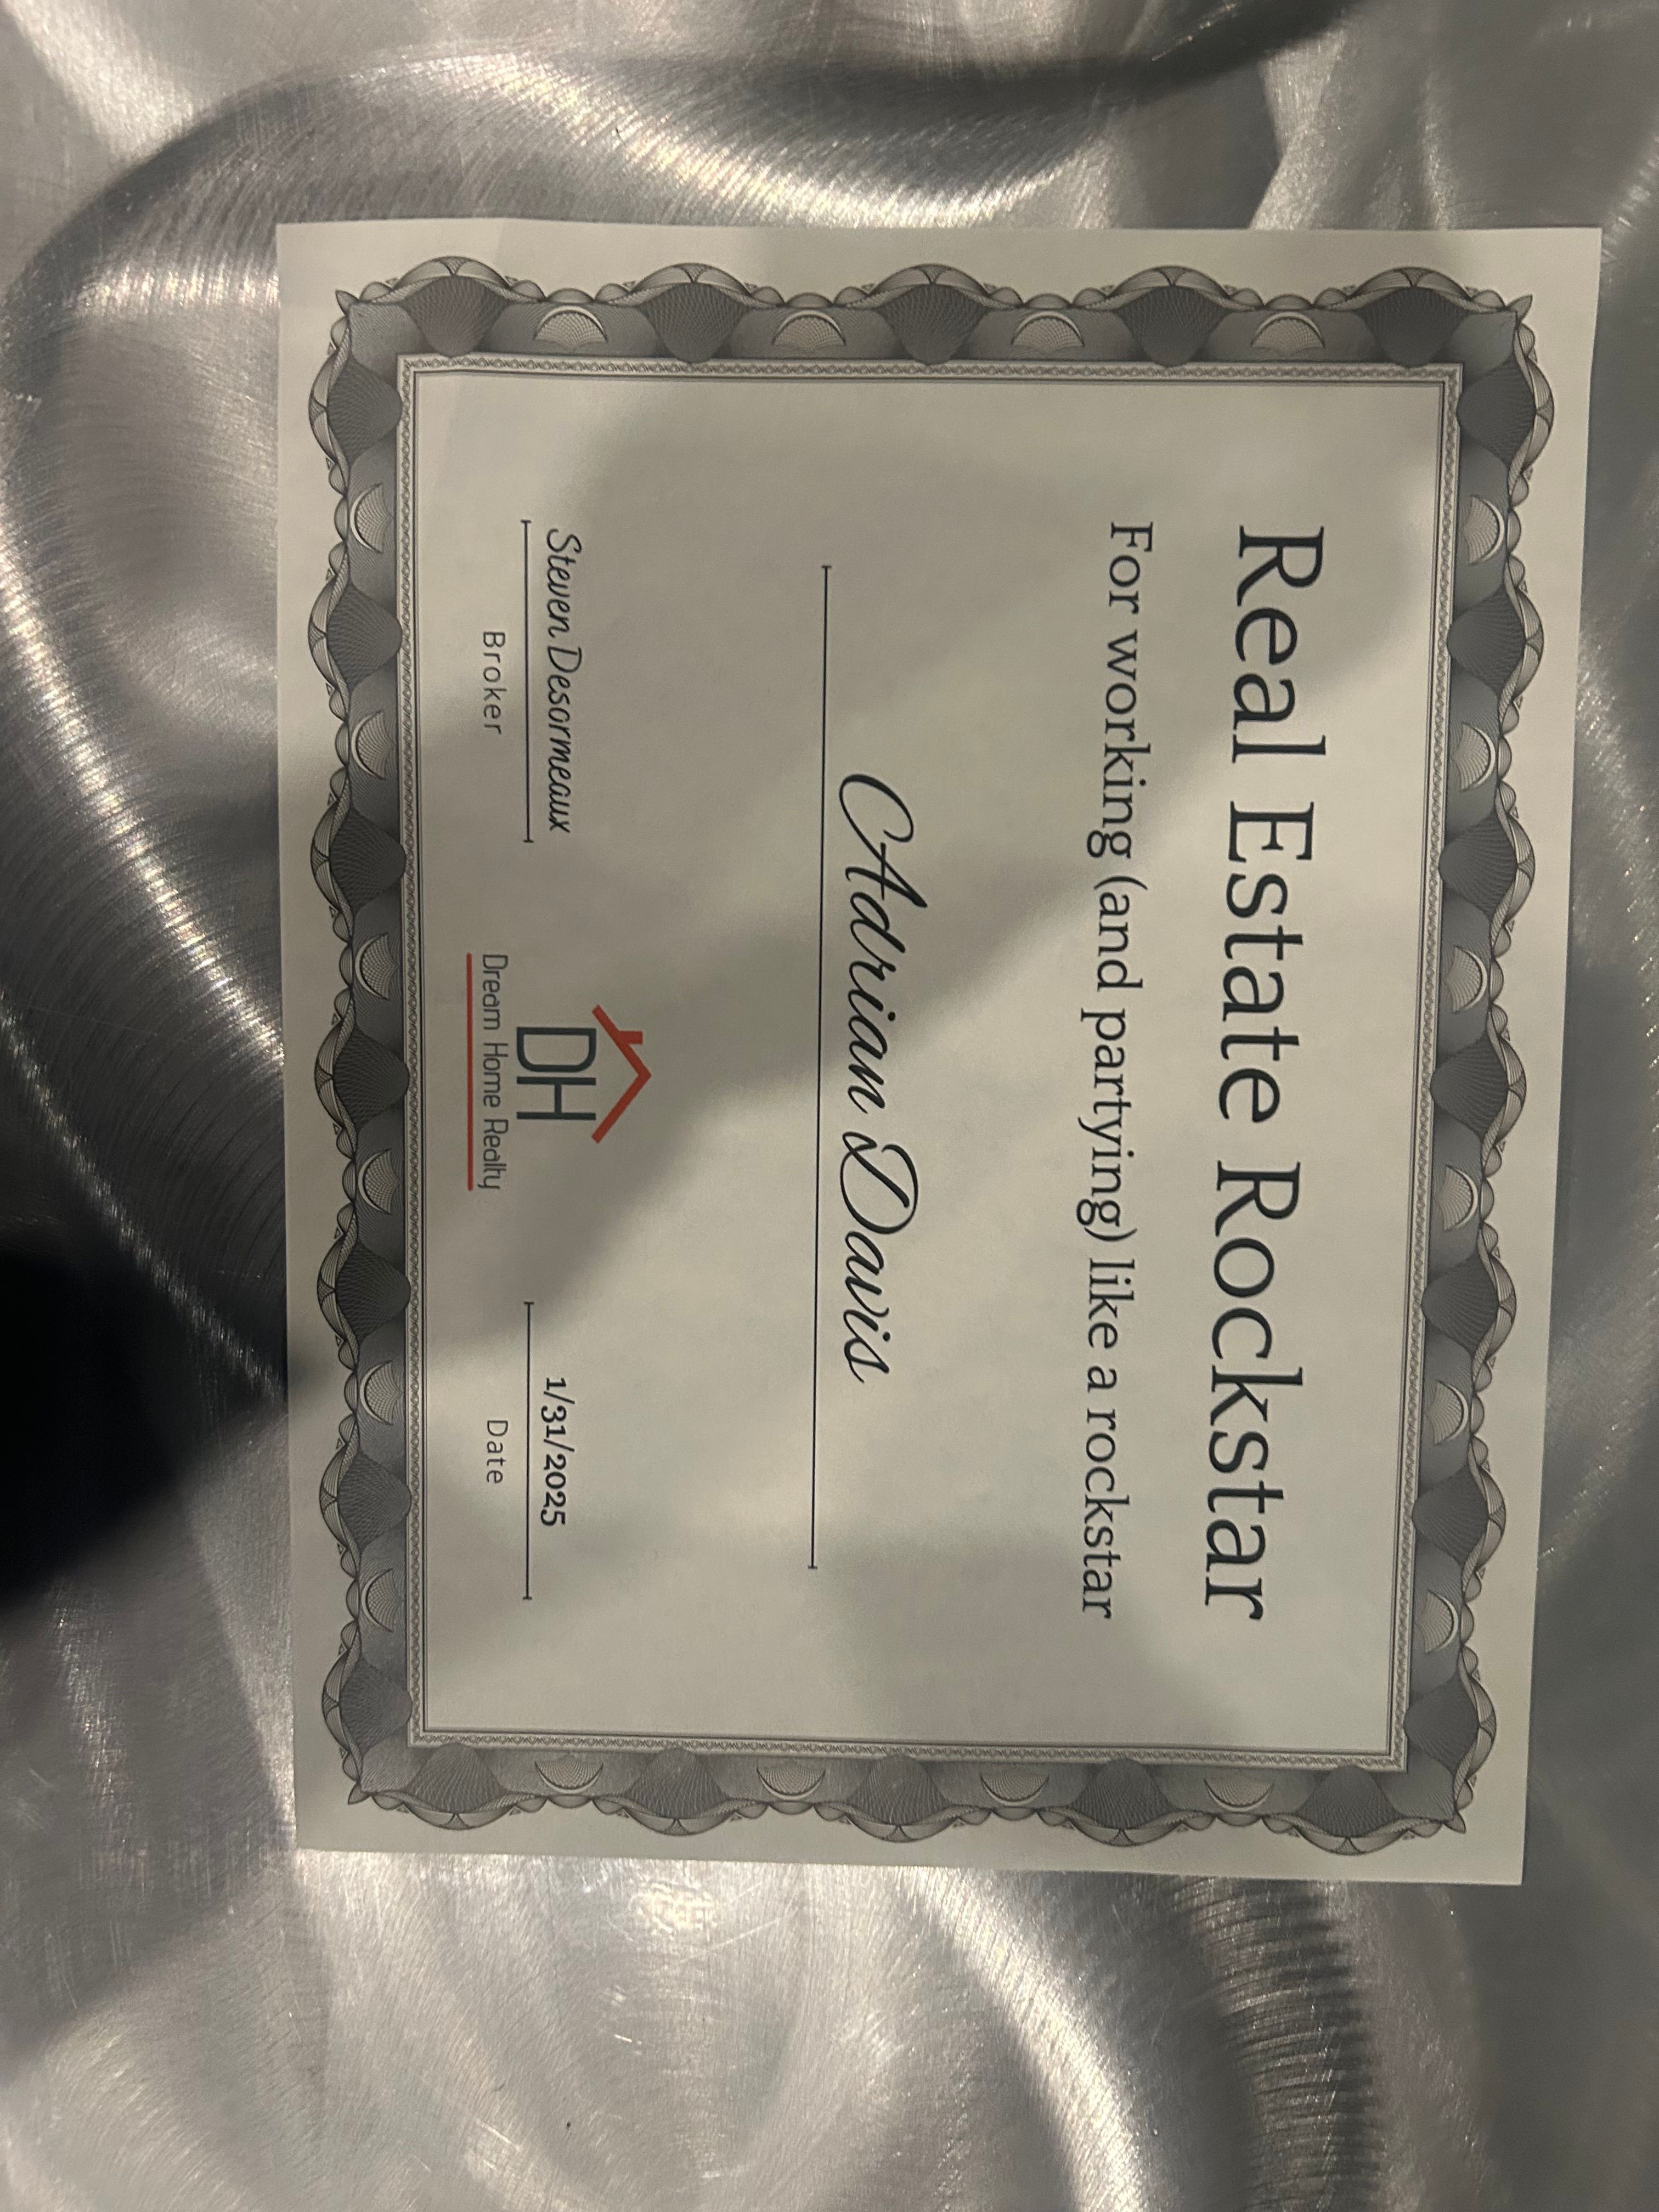 Real Estate Rockstar
For working (and partying) like a rockstar
Adrian Davis
Steven Desormeaux
Broker
DH
Dream Home Realty
1/31/2025
Date